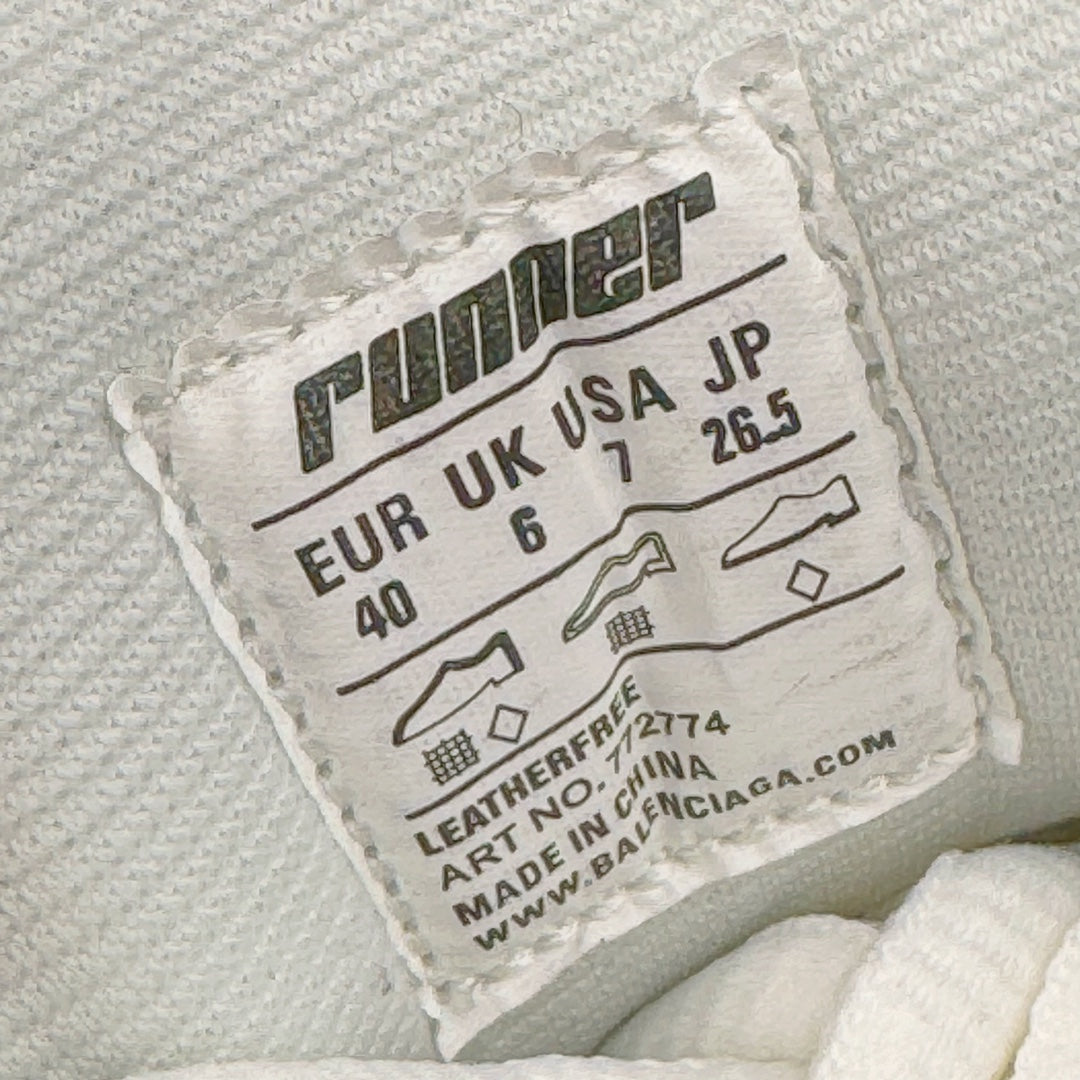 runner
EUR UK USA JP
40 6 7 26.5
LEATHERFREE
ART NO. 712774
MADE IN CHINA
WWW.BALENCIAGA.COM